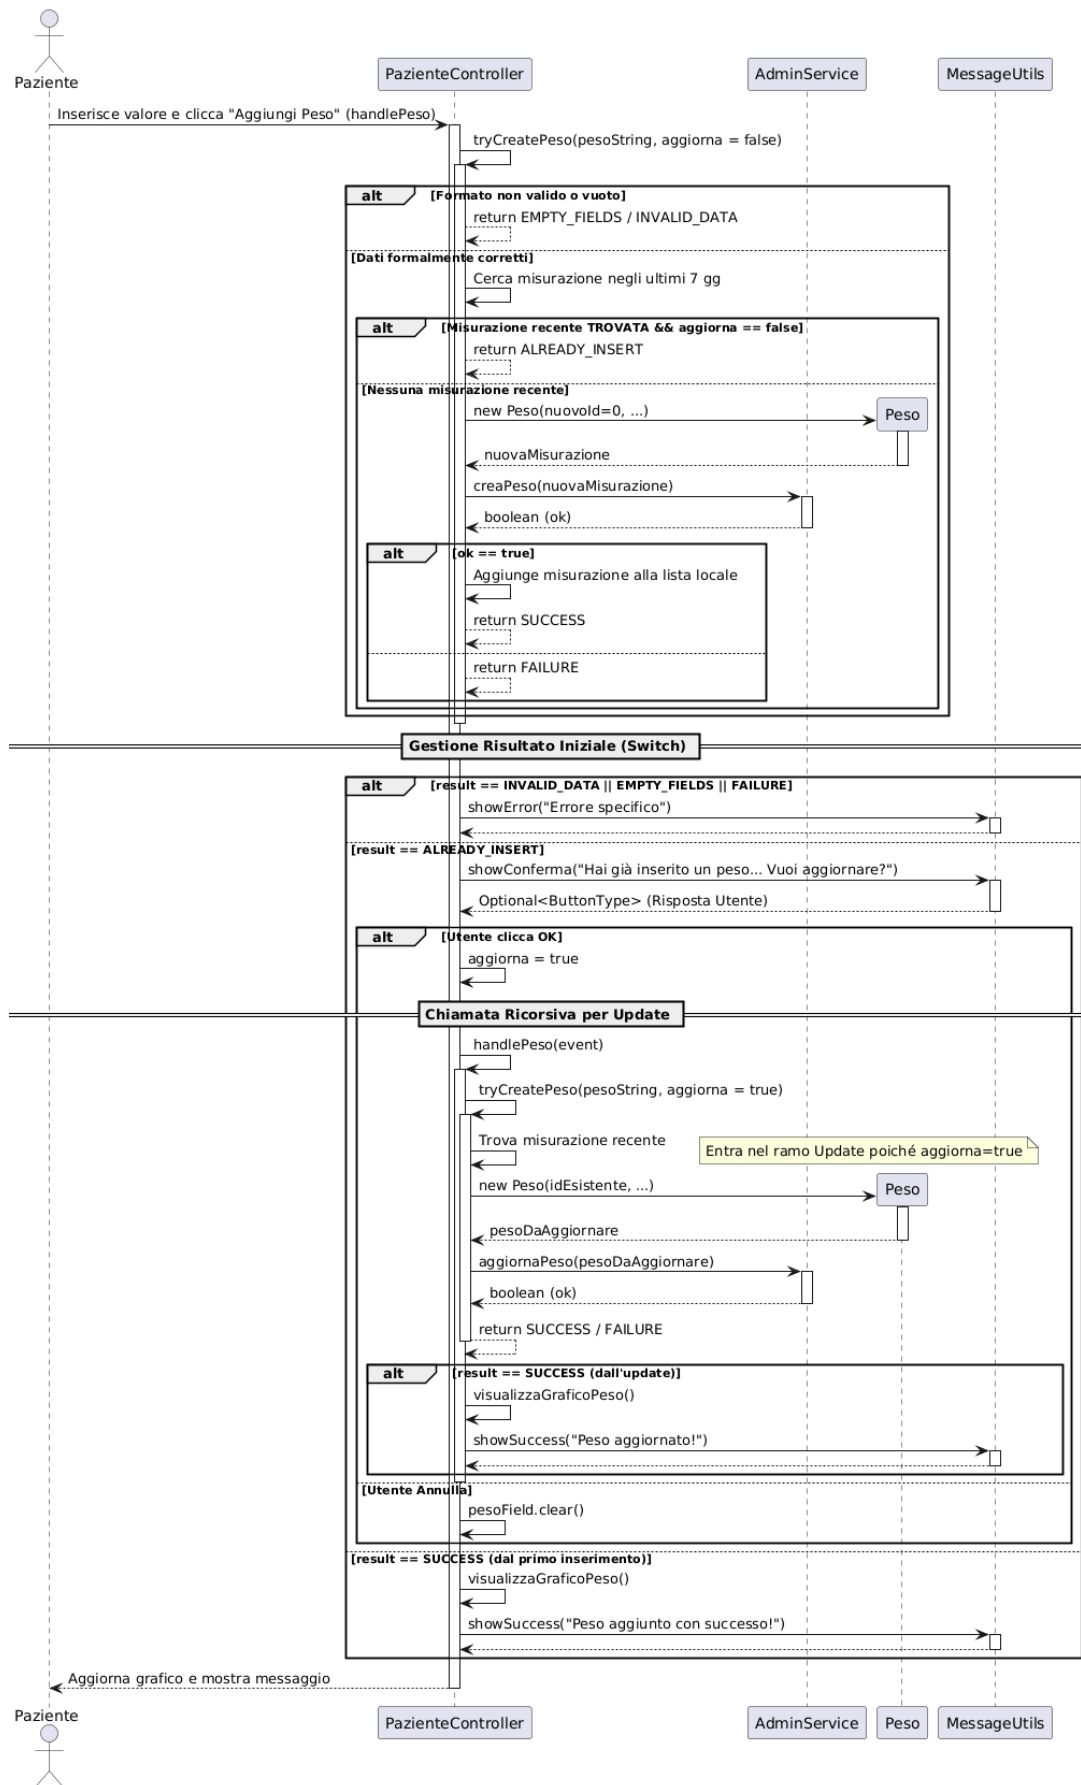 Paziente
PazienteController
AdminService
MessageUtils
Inserisce valore e clicca "Aggiungi Peso" (handlePeso)
tryCreatePeso(pesoString, aggiorna = false)
alt
[Formato non valido o vuoto]
return EMPTY_FIELDS / INVALID_DATA
[Dati formalmente corretti]
Cerca misurazione negli ultimi 7 gg
alt
[Misurazione recente TROVATA && aggiorna == false]
return ALREADY_INSERT
[Nessuna misurazione recente]
new Peso(nuovoId=0, ...)
Peso
nuovaMisurazione
creaPeso(nuovaMisurazione)
boolean (ok)
alt
[ok == true]
Aggiunge misurazione alla lista locale
return SUCCESS
return FAILURE
Gestione Risultato Iniziale (Switch)
alt
[result == INVALID_DATA || EMPTY_FIELDS || FAILURE]
showError("Errore specifico")
[result == ALREADY_INSERT]
showConferma("Hai già inserito un peso... Vuoi aggiornare?")
Optional<ButtonType> (Risposta Utente)
alt
[Utente clicca OK]
aggiorna = true
Chiamata Ricorsiva per Update
handlePeso(event)
tryCreatePeso(pesoString, aggiorna = true)
Trova misurazione recente
Entra nel ramo Update poiché aggiorna=true
new Peso(idEsistente, ...)
Peso
pesoDaAggiornare
aggiornaPeso(pesoDaAggiornare)
boolean (ok)
return SUCCESS / FAILURE
alt
[result == SUCCESS (dall'update)]
visualizzaGraficoPeso()
showSuccess("Peso aggiornato!")
[Utente Annulla]
pesoField.clear()
[result == SUCCESS (dal primo inserimento)]
visualizzaGraficoPeso()
showSuccess("Peso aggiunto con successo!")
Aggiorna grafico e mostra messaggio
Paziente
PazienteController
AdminService
Peso
MessageUtils